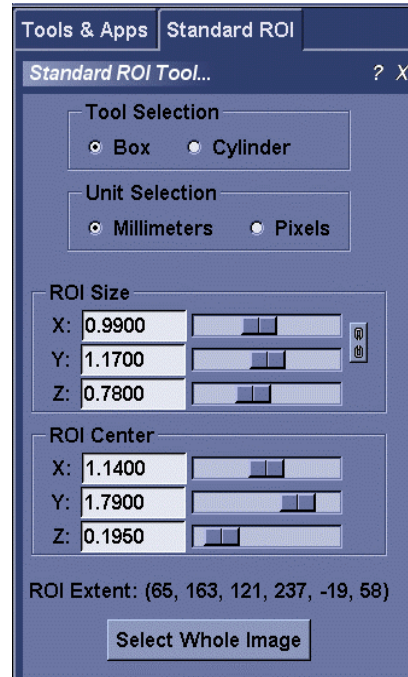 Tools & Apps Standard ROI
Standard ROI Tool... ? X
Tool Selection
Box Cylinder
Unit Selection
Millimeters Pixels
ROI Size
X: 0.9900
Y: 1.1700
Z: 0.7800
ROI Center
X: 1.1400
Y: 1.7900
Z: 0.1950
ROI Extent: (65, 163, 121, 237, -19, 58)
Select Whole Image